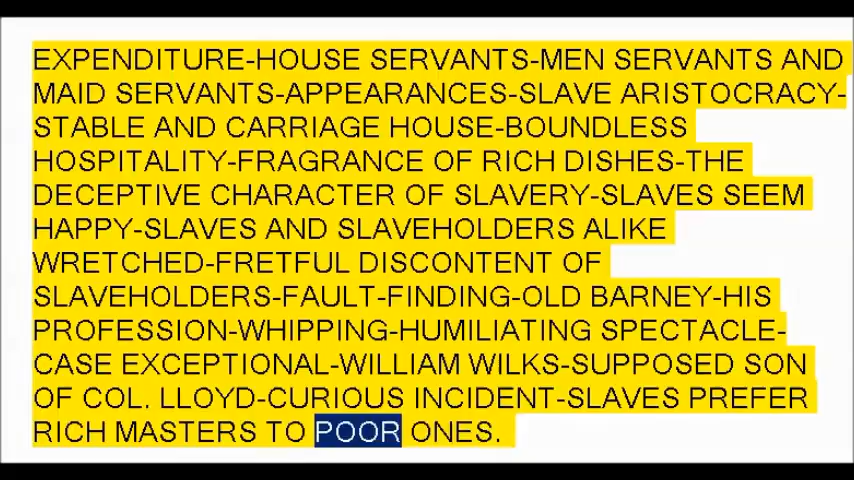 EXPENDITURE-HOUSE SERVANTS-MEN SERVANTS AND
MAID SERVANTS-APPEARANCES-SLAVE ARISTOCRACY-
STABLE AND CARRIAGE HOUSE-BOUNDLESS
HOSPITALITY-FRAGRANCE OF RICH DISHES-THE
DECEPTIVE CHARACTER OF SLAVERY-SLAVES SEEM
HAPPY-SLAVES AND SLAVEHOLDERS ALIKE
WRETCHED-FRETFUL DISCONTENT OF
SLAVEHOLDERS-FAULT-FINDING-OLD BARNEY-HIS
PROFESSION-WHIPPING-HUMILIATING SPECTACLE-
CASE EXCEPTIONAL-WILLIAM WILKS-SUPPOSED SON
OF COL. LLOYD-CURIOUS INCIDENT-SLAVES PREFER
RICH MASTERS TO POOR ONES.